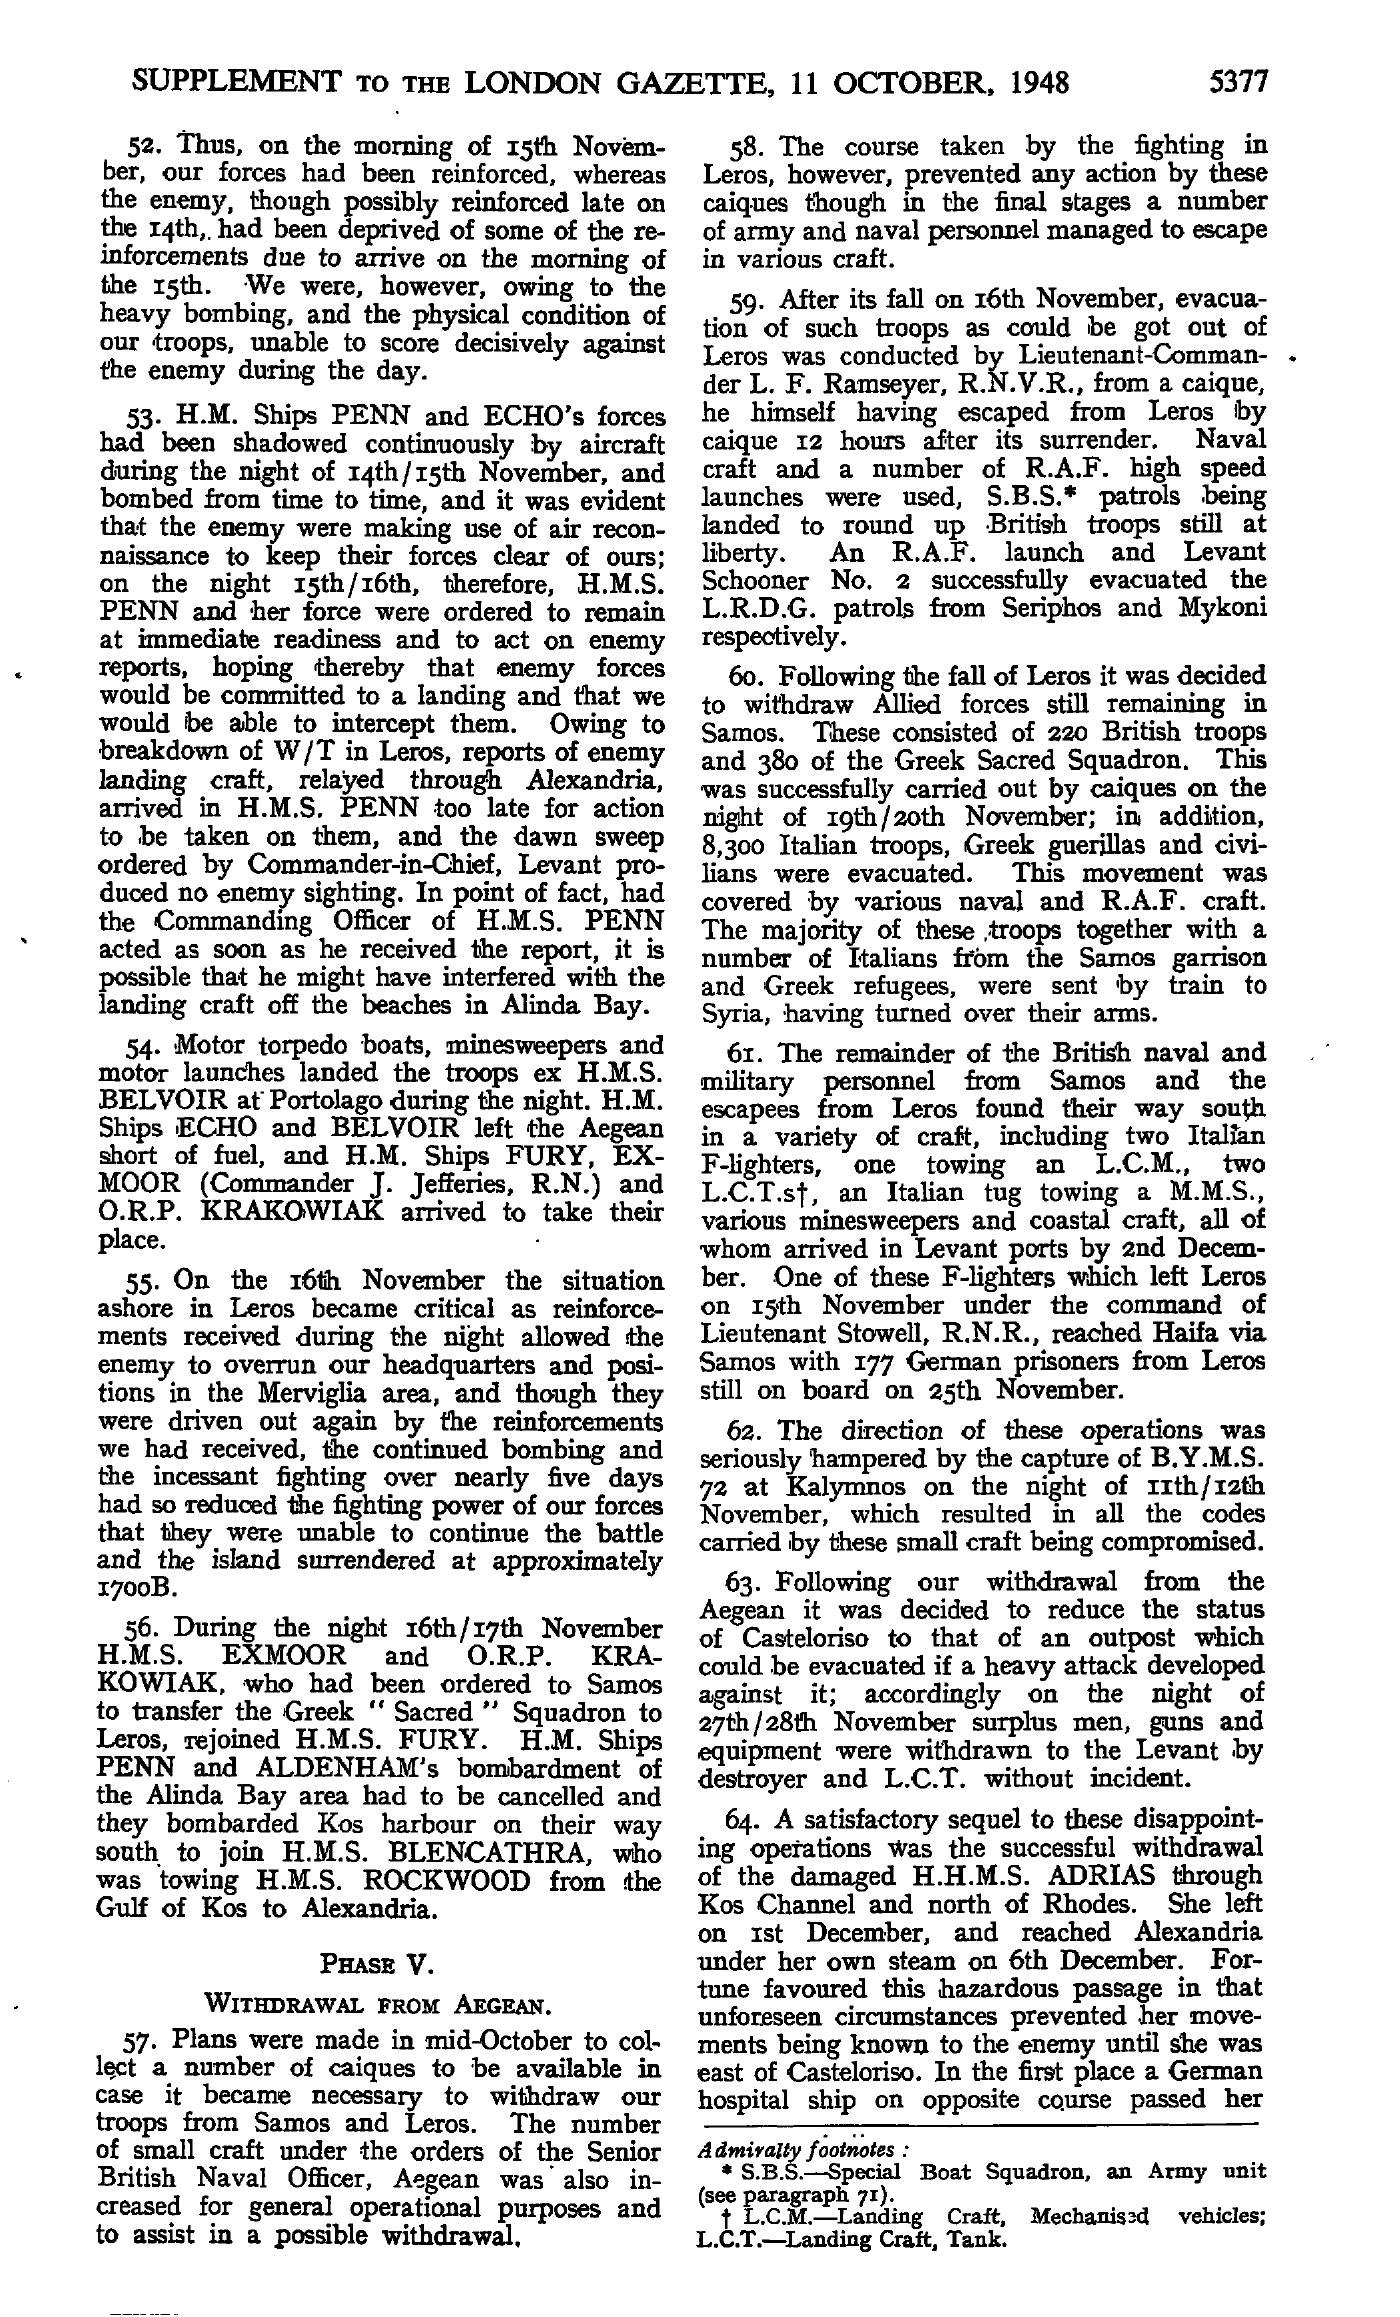 SUPPLEMENT TO THE LONDON GAZETTE, 11 OCTOBER, 1948 5377
52. Thus, on the morning of 15th Novem-
ber, our forces had been reinforced, whereas
the enemy, though possibly reinforced late on
the 14th, had been deprived of some of the re-
inforcements due to arrive on the morning of
the 15th. We were, however, owing to the
heavy bombing, and the physical condition of
our troops, unable to score decisively against
the enemy during the day.
53. H.M. Ships PENN and ECHO's forces
had been shadowed continuously by aircraft
during the night of 14th/15th November, and
bombed from time to time, and it was evident
that the enemy were making use of air recon-
naissance to keep their forces clear of ours;
on the night 15th/16th, therefore, H.M.S.
PENN and her force were ordered to remain
at immediate readiness and to act on enemy
reports, hoping thereby that enemy forces
would be committed to a landing and that we
would be able to intercept them. Owing to
breakdown of W/T in Leros, reports of enemy
landing craft, relayed through Alexandria,
arrived in H.M.S. PENN too late for action
to be taken on them, and the dawn sweep
ordered by Commander-in-Chief, Levant pro-
duced no enemy sighting. In point of fact, had
the Commanding Officer of H.M.S. PENN
acted as soon as he received the report, it is
possible that he might have interfered with the
landing craft off the beaches in Alinda Bay.
54. Motor torpedo boats, minesweepers and
motor launches landed the troops ex H.M.S.
BELVOIR at Portolago during the night. H.M.
Ships ECHO and BELVOIR left the Aegean
short of fuel, and H.M. Ships FURY, EX-
MOOR (Commander J. Jefferies, R.N.) and
O.R.P. KRAKOWIAK arrived to take their
place.
55. On the 16th November the situation
ashore in Leros became critical as reinforce-
ments received during the night allowed the
enemy to overrun our headquarters and posi-
tions in the Merviglia area, and though they
were driven out again by the reinforcements
we had received, the continued bombing and
the incessant fighting over nearly five days
had so reduced the fighting power of our forces
that they were unable to continue the battle
and the island surrendered at approximately
1700B.
56. During the night 16th/17th November
H.M.S. EXMOOR and O.R.P. KRA-
KOWIAK, who had been ordered to Samos
to transfer the Greek " Sacred " Squadron to
Leros, rejoined H.M.S. FURY. H.M. Ships
PENN and ALDENHAM's bombardment of
the Alinda Bay area had to be cancelled and
they bombarded Kos harbour on their way
south to join H.M.S. BLENCATHRA, who
was towing H.M.S. ROCKWOOD from the
Gulf of Kos to Alexandria.
PHASE V.
WITHDRAWAL FROM AEGEAN.
57. Plans were made in mid-October to col-
lect a number of caiques to be available in
case it became necessary to withdraw our
troops from Samos and Leros. The number
of small craft under the orders of the Senior
British Naval Officer, Aegean was also in-
creased for general operational purposes and
to assist in a possible withdrawal.
58. The course taken by the fighting in
Leros, however, prevented any action by these
caiques though in the final stages a number
of army and naval personnel managed to escape
in various craft.
59. After its fall on 16th November, evacua-
tion of such troops as could be got out of
Leros was conducted by Lieutenant-Comman-
der L. F. Ramseyer, R.N.V.R., from a caique,
he himself having escaped from Leros by
caique 12 hours after its surrender. Naval
craft and a number of R.A.F. high speed
launches were used, S.B.S.* patrols being
landed to round up British troops still at
liberty. An R.A.F. launch and Levant
Schooner No. 2 successfully evacuated the
L.R.D.G. patrols from Seriphos and Mykoni
respectively.
60. Following the fall of Leros it was decided
to withdraw Allied forces still remaining in
Samos. These consisted of 220 British troops
and 380 of the Greek Sacred Squadron. This
was successfully carried out by caiques on the
night of 19th/20th November; in addition,
8,300 Italian troops, Greek guerillas and civi-
lians were evacuated. This movement was
covered by various naval and R.A.F. craft.
The majority of these troops together with a
number of Italians from the Samos garrison
and Greek refugees, were sent by train to
Syria, having turned over their arms.
61. The remainder of the British naval and
military personnel from Samos and the
escapees from Leros found their way south
in a variety of craft, including two Italian
F-lighters, one towing an L.C.M., two
L.C.T.s†, an Italian tug towing a M.M.S.,
various minesweepers and coastal craft, all of
whom arrived in Levant ports by 2nd Decem-
ber. One of these F-lighters which left Leros
on 15th November under the command of
Lieutenant Stowell, R.N.R., reached Haifa via
Samos with 177 German prisoners from Leros
still on board on 25th November.
62. The direction of these operations was
seriously hampered by the capture of B.Y.M.S.
72 at Kalymnos on the night of 11th/12th
November, which resulted in all the codes
carried by these small craft being compromised.
63. Following our withdrawal from the
Aegean it was decided to reduce the status
of Casteloriso to that of an outpost which
could be evacuated if a heavy attack developed
against it; accordingly on the night of
27th/28th November surplus men, guns and
equipment were withdrawn to the Levant by
destroyer and L.C.T. without incident.
64. A satisfactory sequel to these disappoint-
ing operations was the successful withdrawal
of the damaged H.H.M.S. ADRIAS through
Kos Channel and north of Rhodes. She left
on 1st December, and reached Alexandria
under her own steam on 6th December. For-
tune favoured this hazardous passage in that
unforeseen circumstances prevented her move-
ments being known to the enemy until she was
east of Casteloriso. In the first place a German
hospital ship on opposite course passed her
Admiralty footnotes :
* S.B.S.—Special Boat Squadron, an Army unit
(see paragraph 71).
† L.C.M.—Landing Craft, Mechanised vehicles;
L.C.T.—Landing Craft, Tank.